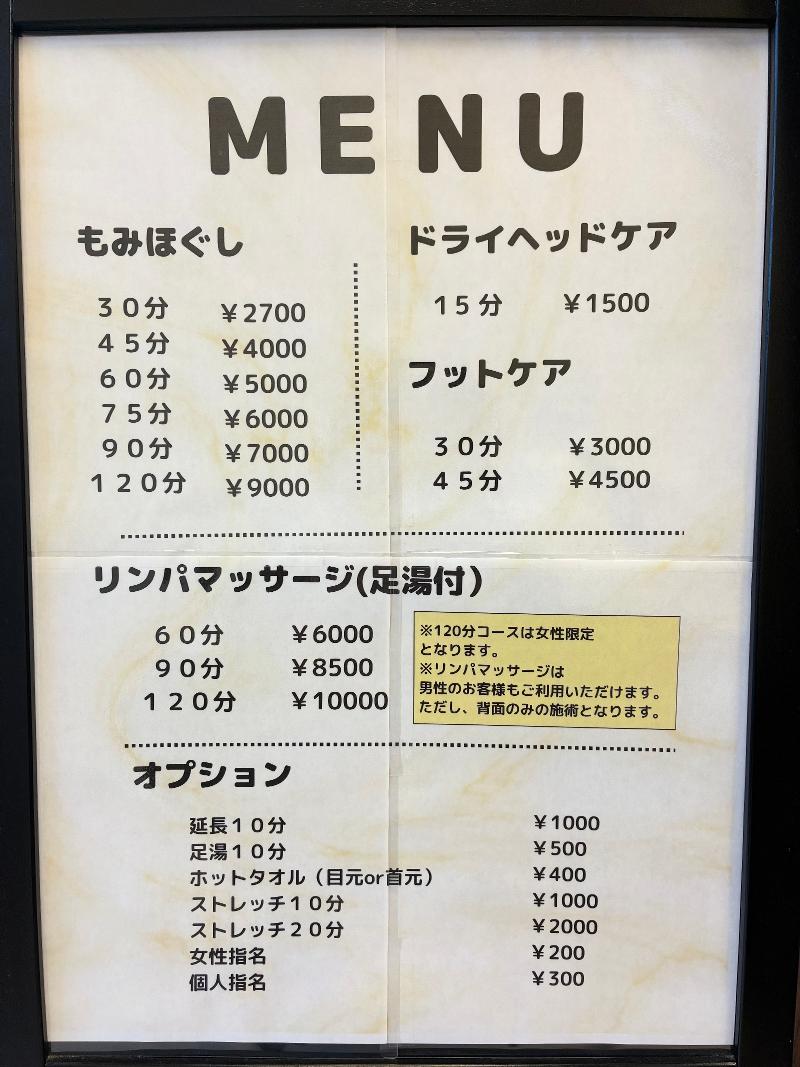 MENU
もみほぐし
３０分 ￥2700
４５分 ￥4000
６０分 ￥5000
７５分 ￥6000
９０分 ￥7000
１２０分 ￥9000
ドライヘッドケア
１５分 ￥1500
フットケア
３０分 ￥3000
４５分 ￥4500
リンパマッサージ(足湯付)
６０分 ￥6000
９０分 ￥8500
１２０分 ￥10000
※120分コースは女性限定
となります。
※リンパマッサージは
男性のお客様もご利用いただけます。
ただし、背面のみの施術となります。
オプション
延長１０分 ￥1000
足湯１０分 ￥500
ホットタオル（目元or首元） ￥400
ストレッチ１０分 ￥1000
ストレッチ２０分 ￥2000
女性指名 ￥200
個人指名 ￥300